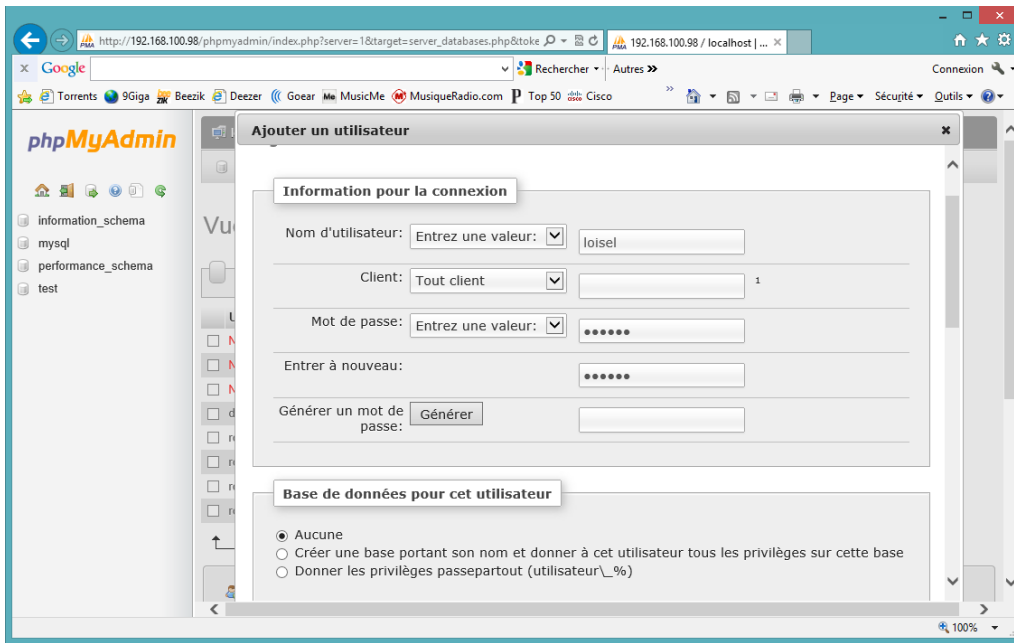 http://192.168.100.98/phpmyadmin/index.php?server=1&target=server_databases.php&toke
192.168.100.98 / localhost | ...
x Google Rechercher Autres >> Connexion
Torrents 9Giga Beezik Deezer Goear MusicMe MusiqueRadio.com Top 50 Cisco >> Page Sécurité Outils
phpMyAdmin
Ajouter un utilisateur
Information pour la connexion
information_schema
mysql
performance_schema
test
Vu
Nom d'utilisateur: Entrez une valeur: loisel
Client: Tout client 1
Mot de passe: Entrez une valeur: ••••••
Entrer à nouveau: ••••••
Générer un mot de passe: Générer
Base de données pour cet utilisateur
Aucune
Créer une base portant son nom et donner à cet utilisateur tous les privilèges sur cette base
Donner les privilèges passepartout (utilisateur\_%)
100%